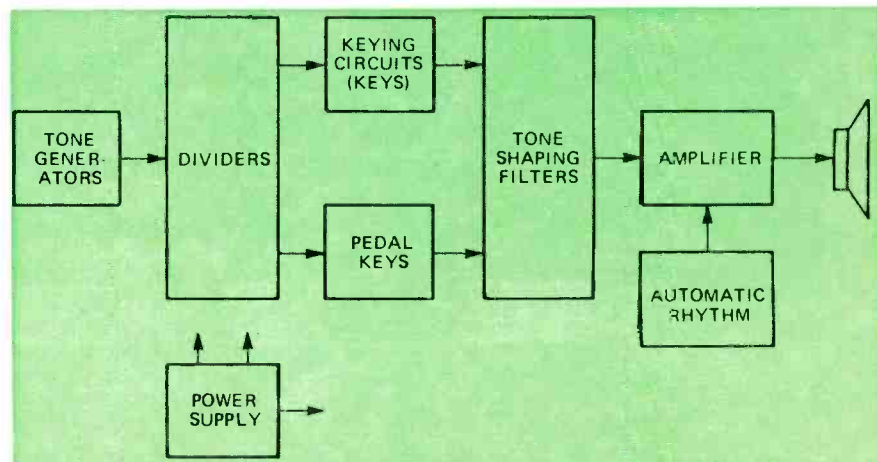 TONE
GENER-
ATORS
DIVIDERS
KEYING
CIRCUITS
(KEYS)
PEDAL
KEYS
TONE
SHAPING
FILTERS
AMPLIFIER
AUTOMATIC
RHYTHM
POWER
SUPPLY